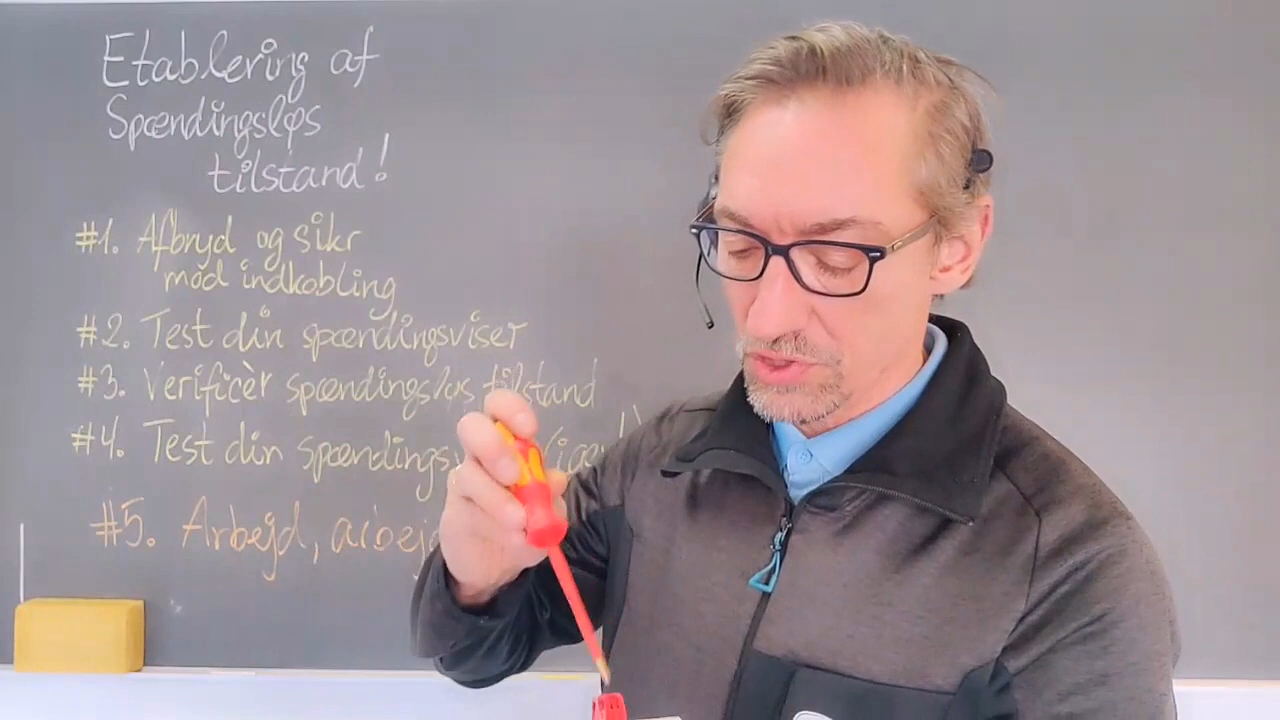 Etablering af
Spændingsløs
tilstand!
#1. Afbryd og sikr
mod indkobling
#2. Test din spændingsviser
#3. Verificèr spændingsløs tilstand
#4. Test din spændings
#5. Arbejd, arbejd